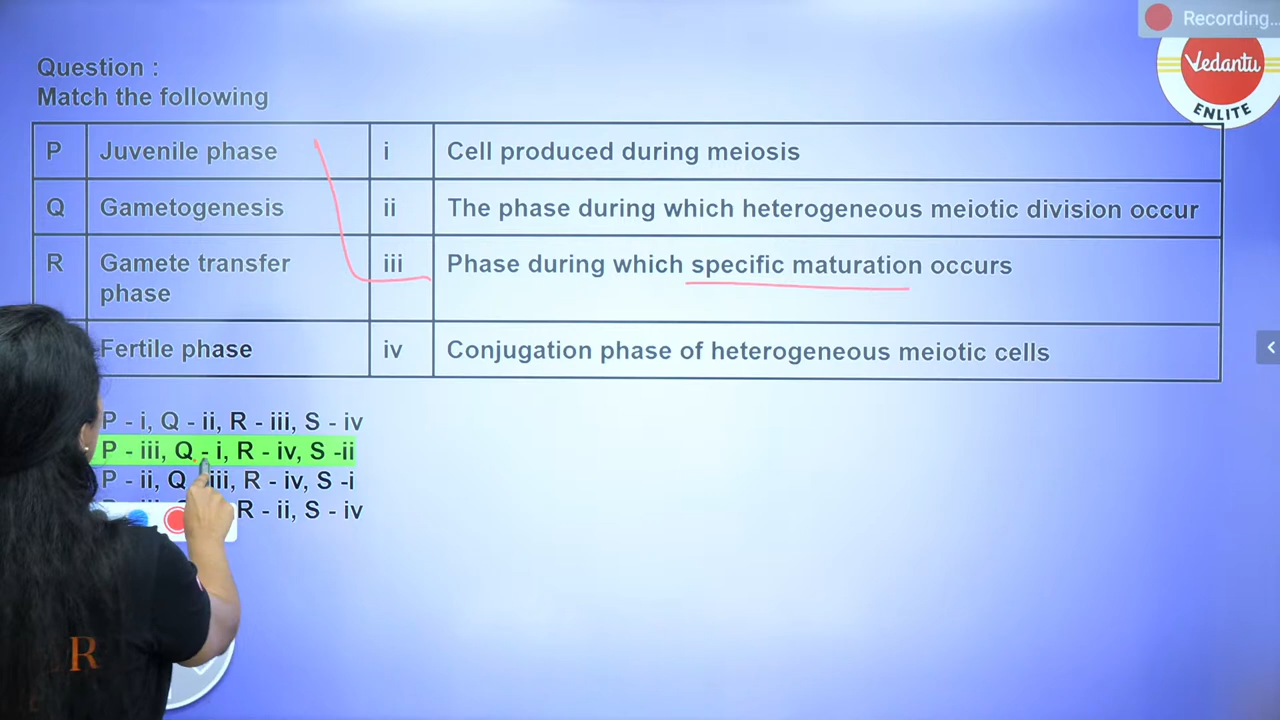 Recording...
Vedantu
ENLITE
Question :
Match the following
P Juvenile phase i Cell produced during meiosis
Q Gametogenesis ii The phase during which heterogeneous meiotic division occur
R Gamete transfer phase iii Phase during which specific maturation occurs
Fertile phase iv Conjugation phase of heterogeneous meiotic cells
P - i, Q - ii, R - iii, S - iv
P - iii, Q - i, R - iv, S -ii
P - ii, Q iii, R - iv, S -i
R - ii, S - iv
R